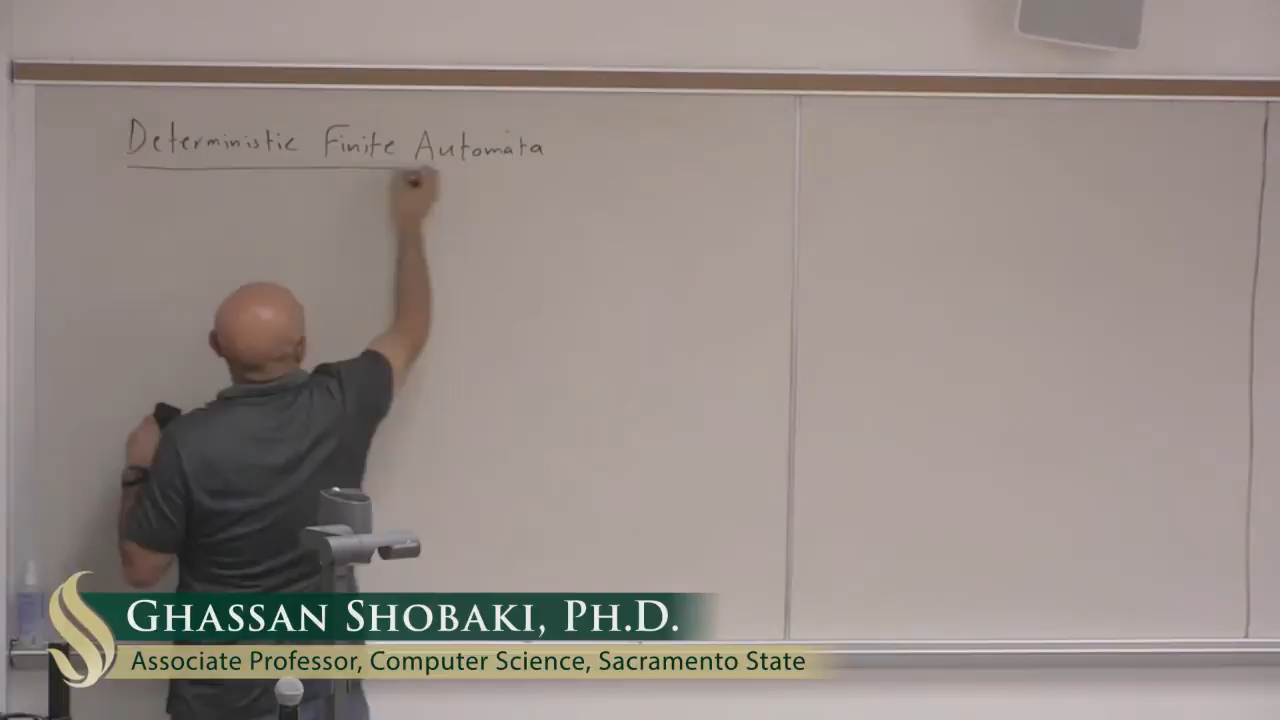 Deterministic Finite Automata
GHASSAN SHOBAKI, PH.D.
Associate Professor, Computer Science, Sacramento State